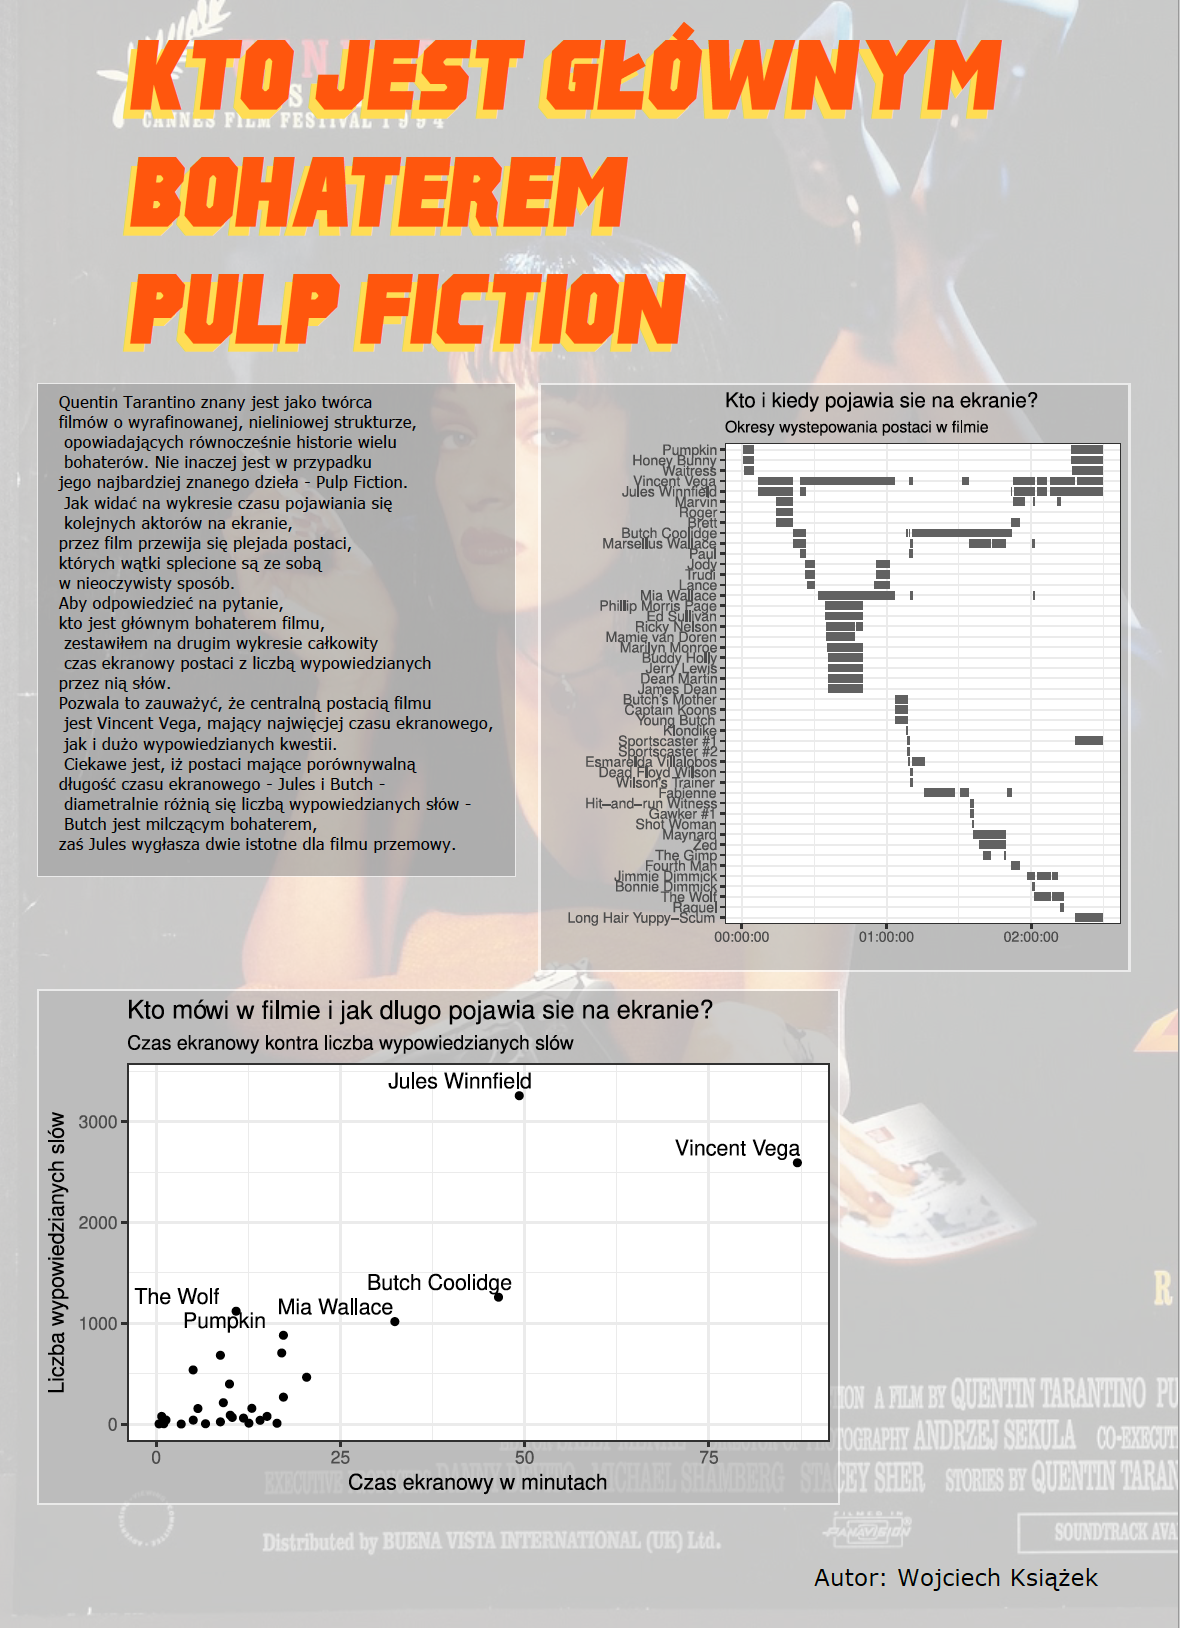 KTO JEST GŁÓWNYM
BOHATEREM
PULP FICTION
CANNES FILM FESTIVAL 1994
Quentin Tarantino znany jest jako twórca
filmów o wyrafinowanej, nieliniowej strukturze,
opowiadających równocześnie historie wielu
bohaterów. Nie inaczej jest w przypadku
jego najbardziej znanego dzieła - Pulp Fiction.
Jak widać na wykresie czasu pojawiania się
kolejnych aktorów na ekranie,
przez film przewija się plejada postaci,
których wątki splecione są ze sobą
w nieoczywisty sposób.
Aby odpowiedzieć na pytanie,
kto jest głównym bohaterem filmu,
zestawiłem na drugim wykresie całkowity
czas ekranowy postaci z liczbą wypowiedzianych
przez nią słów.
Pozwala to zauważyć, że centralną postacią filmu
jest Vincent Vega, mający najwięcjej czasu ekranowego,
jak i dużo wypowiedzianych kwestii.
Ciekawe jest, iż postaci mające porównywalną
długość czasu ekranowego - Jules i Butch -
diametralnie różnią się liczbą wypowiedzianych słów -
Butch jest milczącym bohaterem,
zaś Jules wygłasza dwie istotne dla filmu przemowy.
Kto i kiedy pojawia sie na ekranie?
Okresy wystepowania postaci w filmie
Pumpkin
Honey Bunny
Waitress
Vincent Vega
Jules Winnfield
Marvin
Roger
Brett
Butch Coolidge
Marsellus Wallace
Paul
Jody
Trudi
Lance
Mia Wallace
Phillip Morris Page
Ed Sullivan
Ricky Nelson
Mamie van Doren
Marilyn Monroe
Buddy Holly
Jerry Lewis
Dean Martin
James Dean
Butch's Mother
Captain Koons
Young Butch
Klondike
Sportscaster #1
Sportscaster #2
Esmarelda Villalobos
Dead Floyd Wilson
Wilson's Trainer
Fabienne
Hit–and–run Witness
Gawker #1
Shot Woman
Maynard
Zed
The Gimp
Fourth Man
Jimmie Dimmick
Bonnie Dimmick
The Wolf
Raquel
Long Hair Yuppy–Scum
00:00:00 01:00:00 02:00:00
Kto mówi w filmie i jak dlugo pojawia sie na ekranie?
Czas ekranowy kontra liczba wypowiedzianych slów
Liczba wypowiedzianych slów
3000
2000
1000
0
Jules Winnfield
Vincent Vega
Butch Coolidge
The Wolf
Mia Wallace
Pumpkin
0 25 50 75
Czas ekranowy w minutach
R
A FILM BY QUENTIN TARANTINO PU
TOGRAPHY ANDRZEJ SEKULA CO-EXECUT
EXECUTIVE MICHAEL SHAMBERG STACEY SHER STORIES BY QUENTIN TARAN
FILMED IN
PANAVISION®
Distributed by BUENA VISTA INTERNATIONAL (UK) Ltd.
SOUNDTRACK AVA
Autor: Wojciech Książek